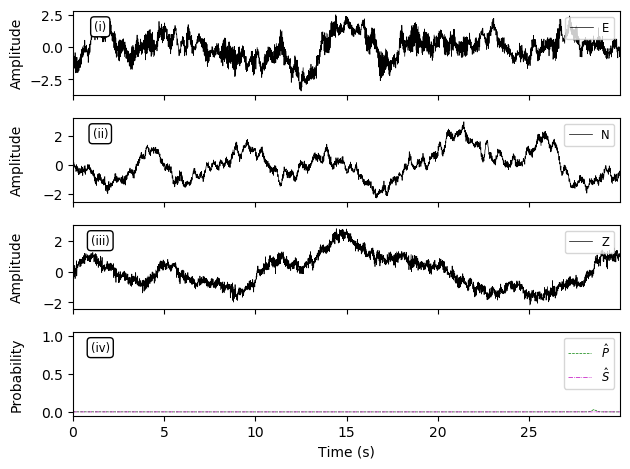 2.5
0.0
−2.5
Amplitude
(i)
E
2
0
−2
Amplitude
(ii)
N
2
0
−2
Amplitude
(iii)
Z
1.0
0.5
0.0
Probability
(iv)
P̂
Ŝ
0 5 10 15 20 25
Time (s)